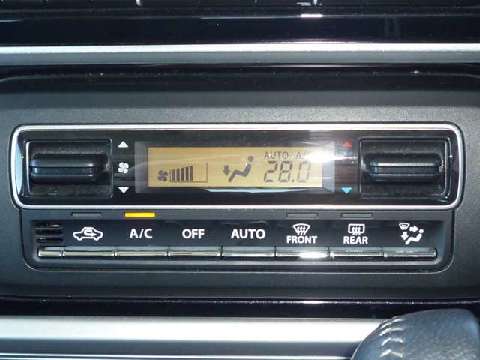 AUTO A/C
28.0
A/C OFF AUTO FRONT REAR